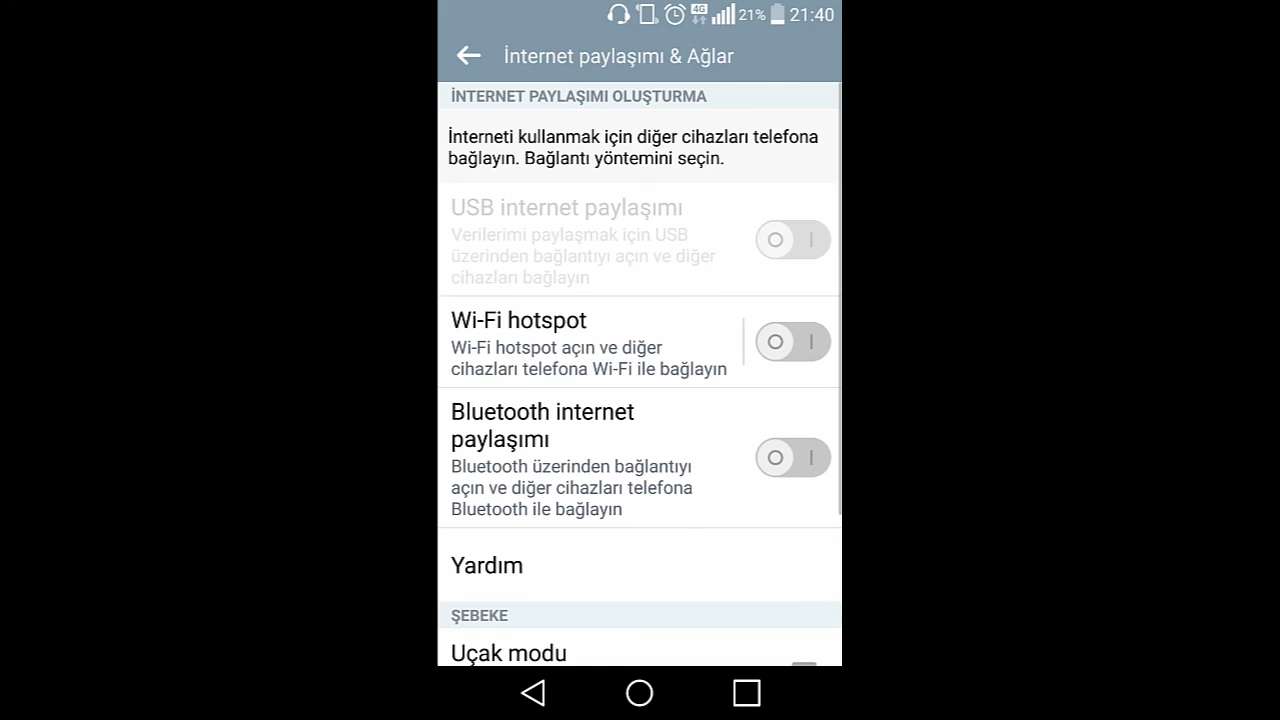 4G 21% 21:40
İnternet paylaşımı & Ağlar
İNTERNET PAYLAŞIMI OLUŞTURMA
İnterneti kullanmak için diğer cihazları telefona
bağlayın. Bağlantı yöntemini seçin.
USB internet paylaşımı
Verilerimi paylaşmak için USB
üzerinden bağlantıyı açın ve diğer
cihazları bağlayın
Wi-Fi hotspot
Wi-Fi hotspot açın ve diğer
cihazları telefona Wi-Fi ile bağlayın
Bluetooth internet
paylaşımı
Bluetooth üzerinden bağlantıyı
açın ve diğer cihazları telefona
Bluetooth ile bağlayın
Yardım
ŞEBEKE
Uçak modu